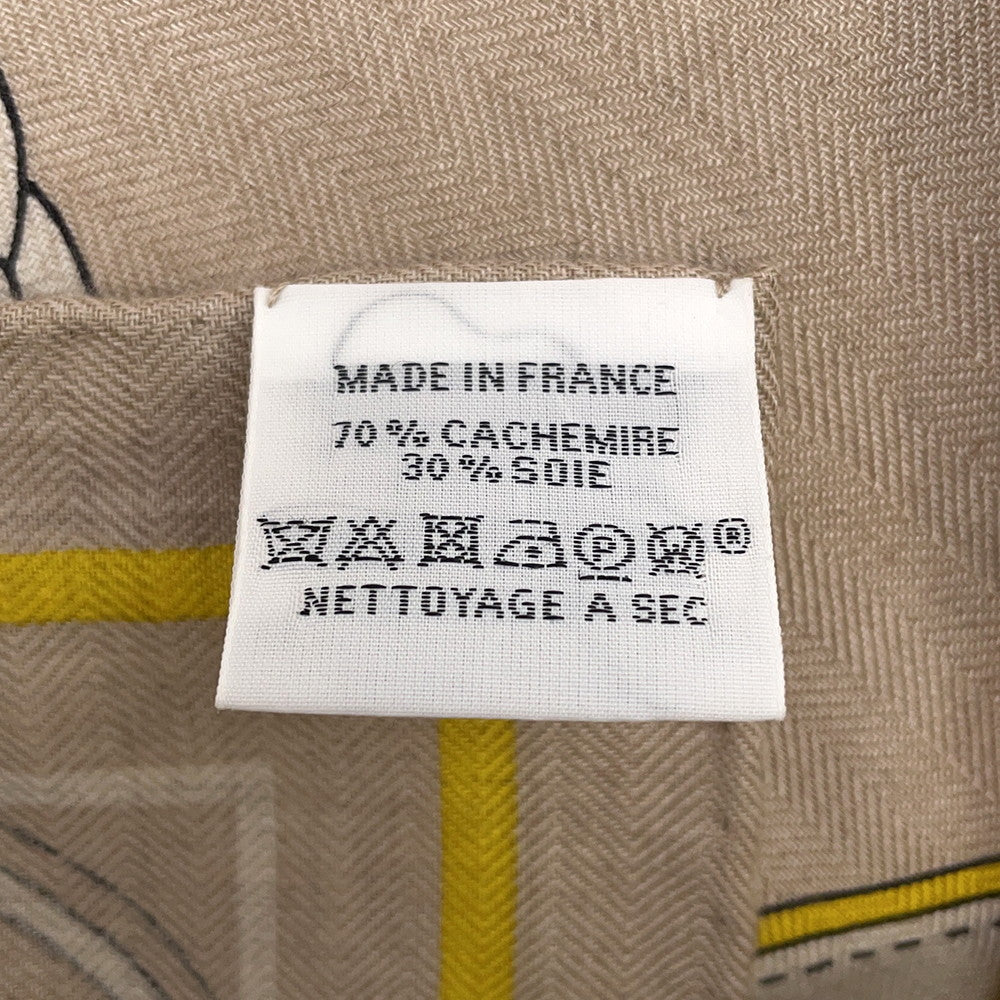 MADE IN FRANCE
70% CACHEMIRE
30% SOIE
P ®
NETTOYAGE A SEC